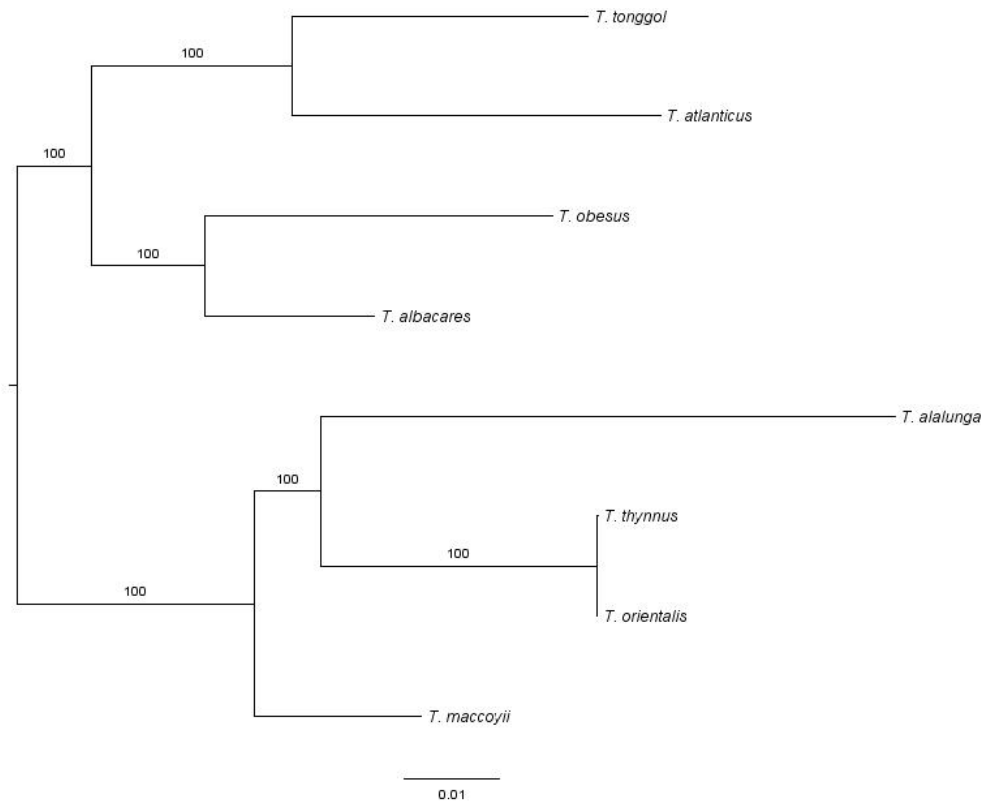 T. tonggol
100
T. atlanticus
100
T. obesus
100
T. albacares
T. alalunga
100
T. thynnus
100
100
T. orientalis
T. maccoyii
0.01